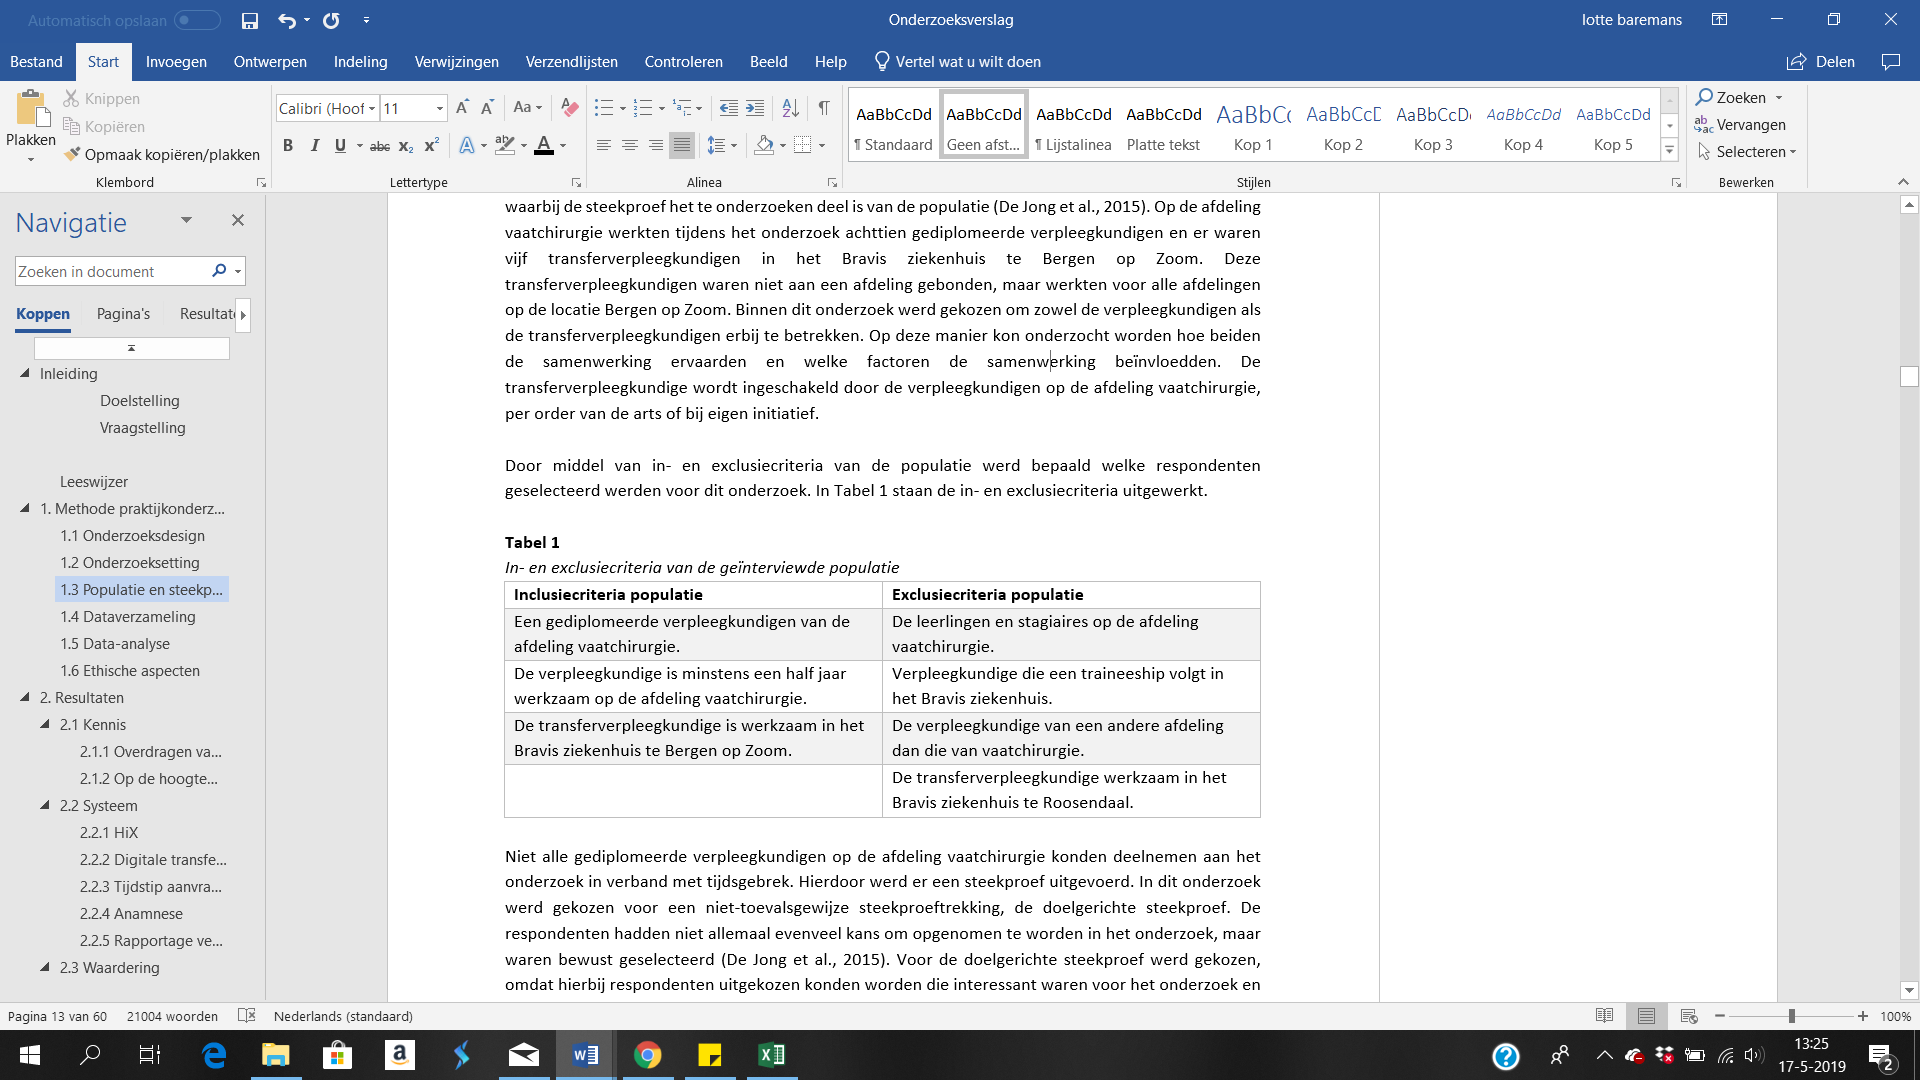 Automatisch opslaan
Onderzoeksverslag
lotte baremans
Bestand Start Invoegen Ontwerpen Indeling Verwijzingen Verzendlijsten Controleren Beeld Help Vertel wat u wilt doen Delen
Plakken
Knippen
Kopiëren
Opmaak kopiëren/plakken
Klembord
Calibri (Hoof 11
Aa
B I U abc x₂ x²
Lettertype
Alinea
AaBbCcDd AaBbCcDd AaBbCcDd AaBbCcDd AaBbC AaBbCcD AaBbCcD AaBbCcDd AaBbCcDd
¶ Standaard Geen afst... ¶ Lijstalinea Platte tekst Kop 1 Kop 2 Kop 3 Kop 4 Kop 5
Stijlen
Zoeken
Vervangen
Selecteren
Bewerken
Navigatie
Zoeken in document
Koppen Pagina's Resultat
Inleiding
Doelstelling
Vraagstelling
Leeswijzer
1. Methode praktijkonderz...
1.1 Onderzoeksdesign
1.2 Onderzoeksetting
1.3 Populatie en steekp...
1.4 Dataverzameling
1.5 Data-analyse
1.6 Ethische aspecten
2. Resultaten
2.1 Kennis
2.1.1 Overdragen va...
2.1.2 Op de hoogte...
2.2 Systeem
2.2.1 HiX
2.2.2 Digitale transfe...
2.2.3 Tijdstip aanvra...
2.2.4 Anamnese
2.2.5 Rapportage ve...
2.3 Waardering
waarbij de steekproef het te onderzoeken deel is van de populatie (De Jong et al., 2015). Op de afdeling
vaatchirurgie werkten tijdens het onderzoek achttien gediplomeerde verpleegkundigen en er waren
vijf transferverpleegkundigen in het Bravis ziekenhuis te Bergen op Zoom. Deze
transferverpleegkundigen waren niet aan een afdeling gebonden, maar werkten voor alle afdelingen
op de locatie Bergen op Zoom. Binnen dit onderzoek werd gekozen om zowel de verpleegkundigen als
de transferverpleegkundigen erbij te betrekken. Op deze manier kon onderzocht worden hoe beiden
de samenwerking ervaarden en welke factoren de samenwerking beïnvloedden. De
transferverpleegkundige wordt ingeschakeld door de verpleegkundigen op de afdeling vaatchirurgie,
per order van de arts of bij eigen initiatief.
Door middel van in- en exclusiecriteria van de populatie werd bepaald welke respondenten
geselecteerd werden voor dit onderzoek. In Tabel 1 staan de in- en exclusiecriteria uitgewerkt.
Tabel 1
In- en exclusiecriteria van de geïnterviewde populatie
Inclusiecriteria populatie Exclusiecriteria populatie
Een gediplomeerde verpleegkundigen van de De leerlingen en stagiaires op de afdeling
afdeling vaatchirurgie. vaatchirurgie.
De verpleegkundige is minstens een half jaar Verpleegkundige die een traineeship volgt in
werkzaam op de afdeling vaatchirurgie. het Bravis ziekenhuis.
De transferverpleegkundige is werkzaam in het De verpleegkundige van een andere afdeling
Bravis ziekenhuis te Bergen op Zoom. dan die van vaatchirurgie.
De transferverpleegkundige werkzaam in het
Bravis ziekenhuis te Roosendaal.
Niet alle gediplomeerde verpleegkundigen op de afdeling vaatchirurgie konden deelnemen aan het
onderzoek in verband met tijdsgebrek. Hierdoor werd er een steekproef uitgevoerd. In dit onderzoek
werd gekozen voor een niet-toevalsgewijze steekproeftrekking, de doelgerichte steekproef. De
respondenten hadden niet allemaal evenveel kans om opgenomen te worden in het onderzoek, maar
waren bewust geselecteerd (De Jong et al., 2015). Voor de doelgerichte steekproef werd gekozen,
omdat hierbij respondenten uitgekozen konden worden die interessant waren voor het onderzoek en
Pagina 13 van 60 21004 woorden Nederlands (standaard) 100%
13:25
17-5-2019
2